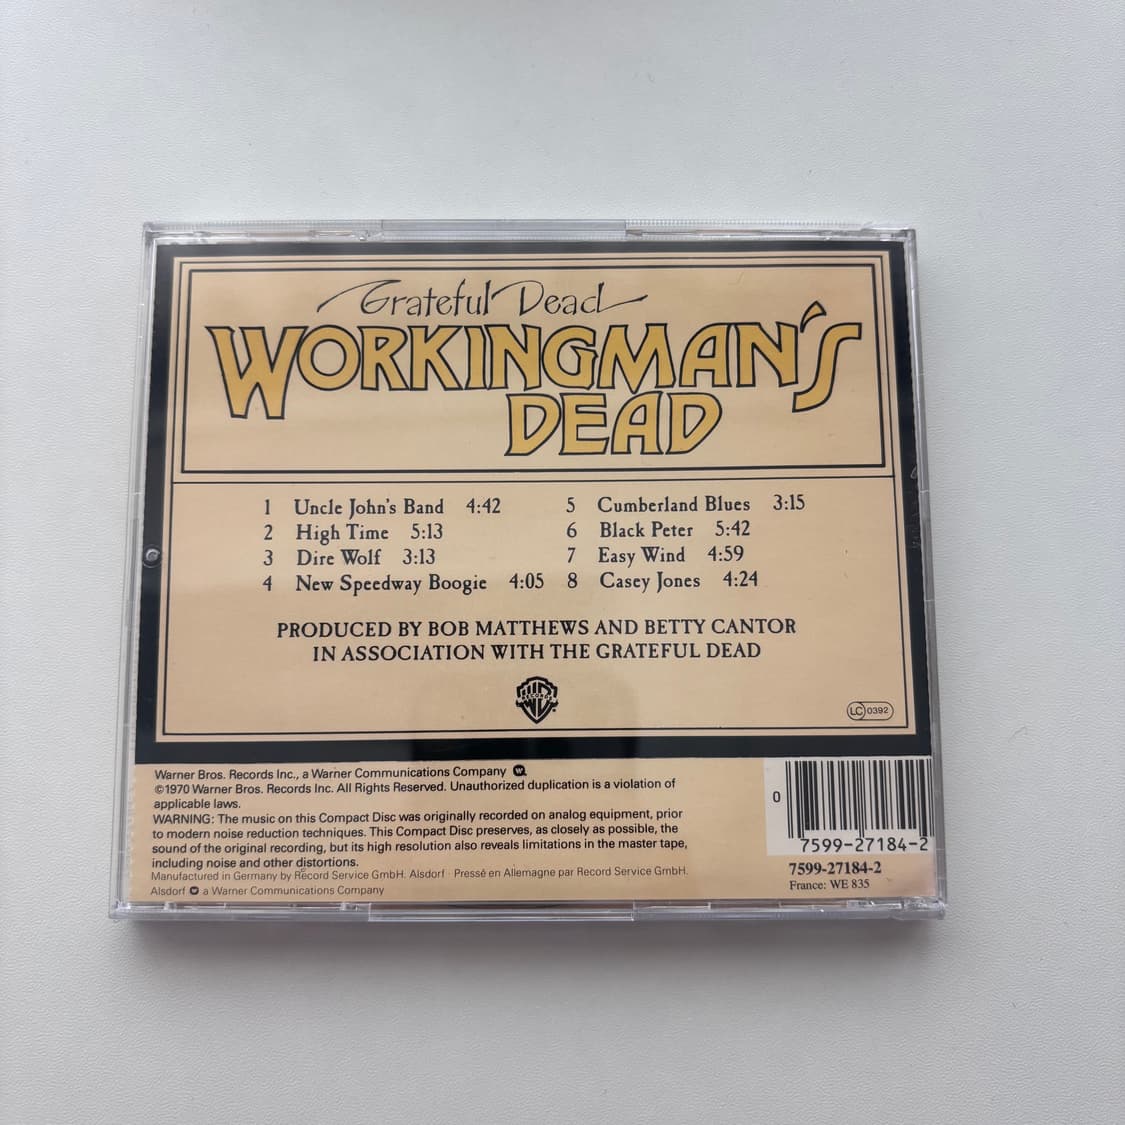 Grateful Dead
WORKINGMAN'S
DEAD
1 Uncle John's Band 4:42
2 High Time 5:13
3 Dire Wolf 3:13
4 New Speedway Boogie 4:05
5 Cumberland Blues 3:15
6 Black Peter 5:42
7 Easy Wind 4:59
8 Casey Jones 4:24
PRODUCED BY BOB MATTHEWS AND BETTY CANTOR
IN ASSOCIATION WITH THE GRATEFUL DEAD
WB RECORDS
LC 0392
Warner Bros. Records Inc., a Warner Communications Company
©1970 Warner Bros. Records Inc. All Rights Reserved. Unauthorized duplication is a violation of
applicable laws.
WARNING: The music on this Compact Disc was originally recorded on analog equipment, prior
to modern noise reduction techniques. This Compact Disc preserves, as closely as possible, the
sound of the original recording, but its high resolution also reveals limitations in the master tape,
including noise and other distortions.
Manufactured in Germany by Record Service GmbH. Alsdorf · Pressé en Allemagne par Record Service GmbH.
Alsdorf a Warner Communications Company
0 7599-27184-2
7599-27184-2
France: WE 835